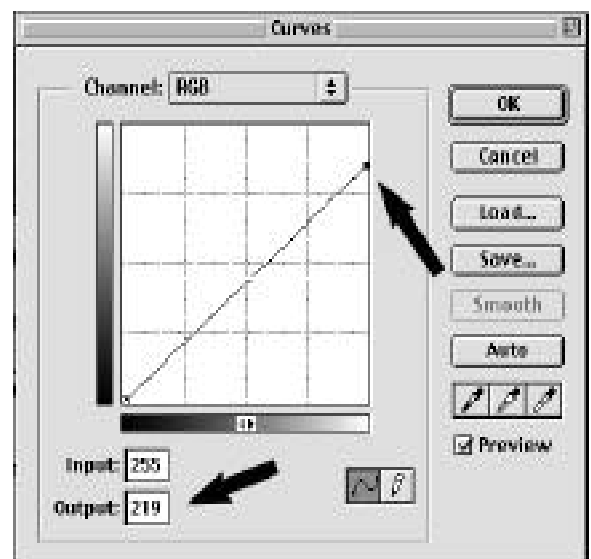 Curves
Channel: RGB
OK
Cancel
Load...
Save...
Smooth
Auto
Preview
Input: 255
Output: 219